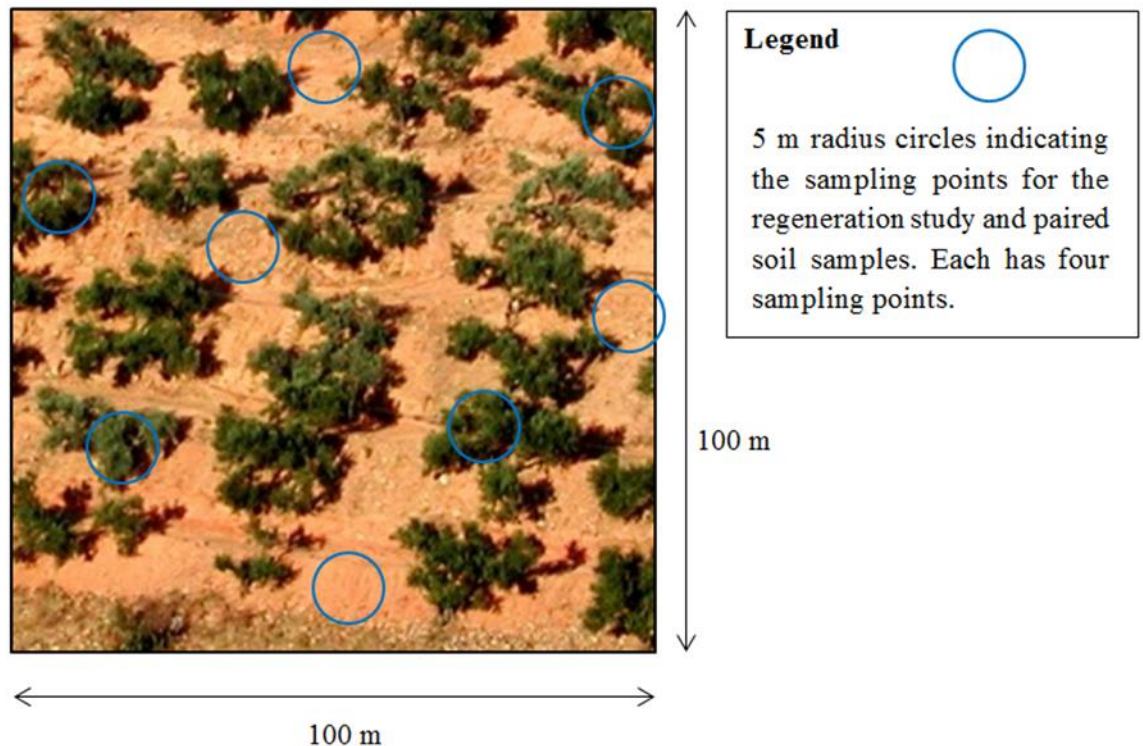 Legend
5 m radius circles indicating
the sampling points for the
regeneration study and paired
soil samples. Each has four
sampling points.
100 m
100 m